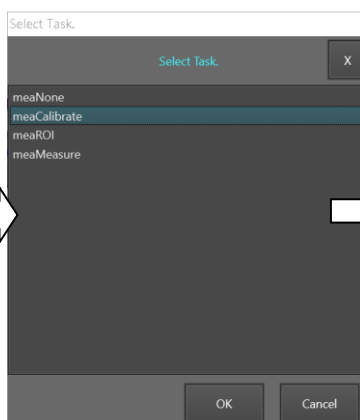 Select Task.
Select Task.
X
meaNone
meaCalibrate
meaROI
meaMeasure
OK
Cancel